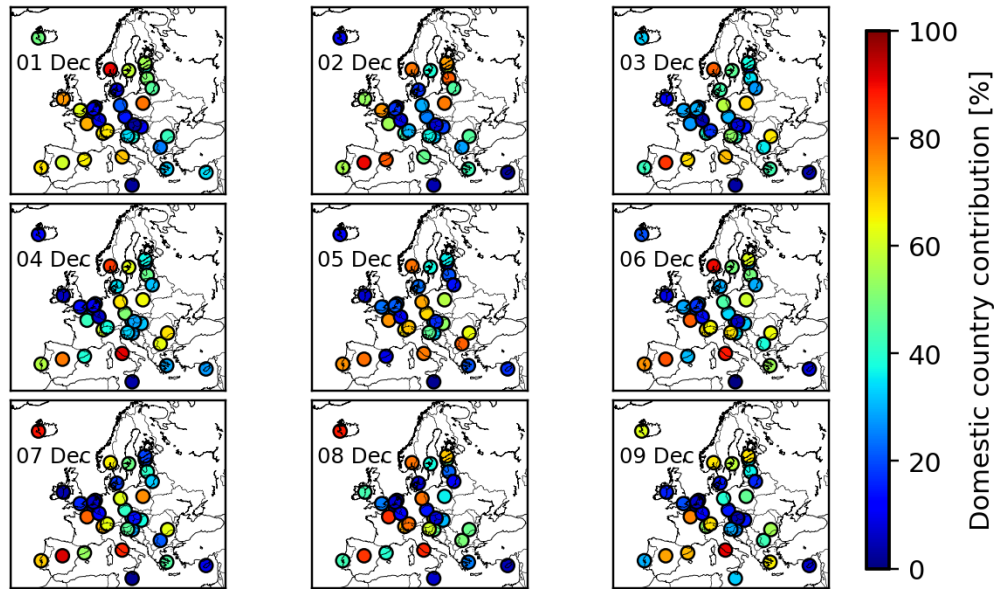 01 Dec
02 Dec
03 Dec
04 Dec
05 Dec
06 Dec
07 Dec
08 Dec
09 Dec
100
80
60
40
20
0
Domestic country contribution [%]